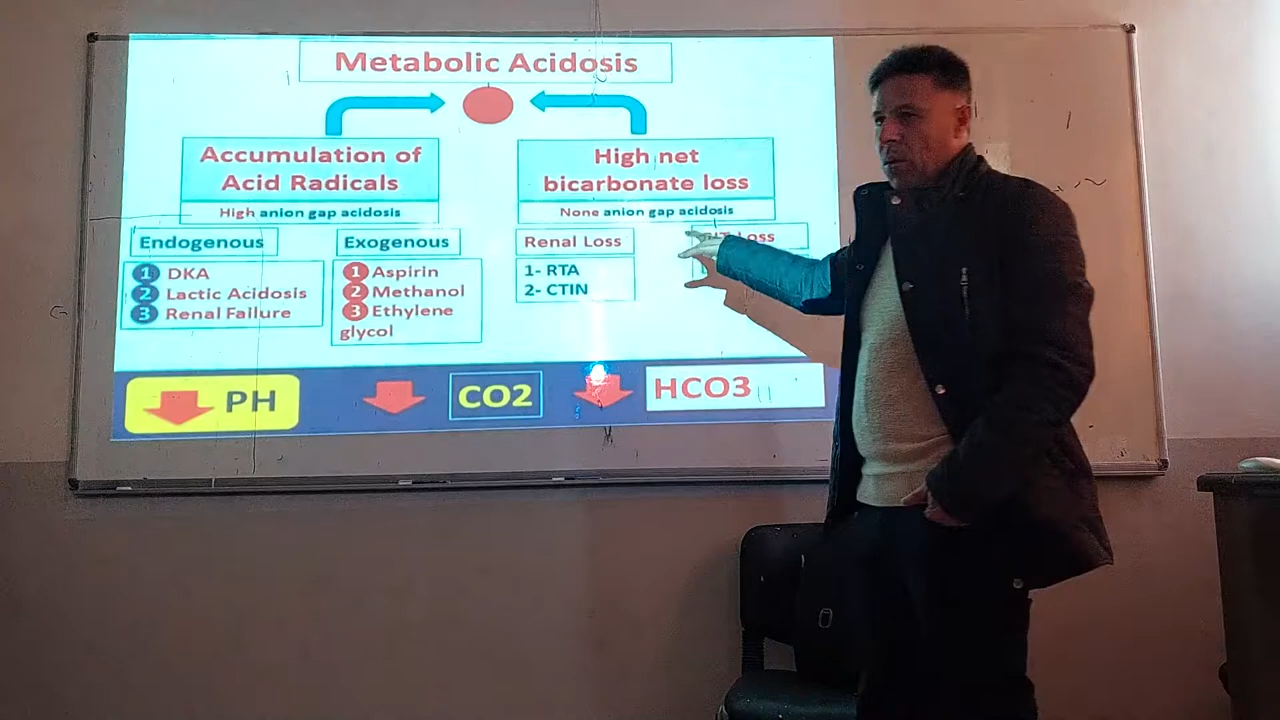 Metabolic Acidosis
Accumulation of
Acid Radicals
High anion gap acidosis
High net
bicarbonate loss
None anion gap acidosis
Endogenous
1 DKA
2 Lactic Acidosis
3 Renal Failure
Exogenous
1 Aspirin
2 Methanol
3 Ethylene
glycol
Renal Loss
1- RTA
2- CTIN
Loss
PH
CO2
HCO3